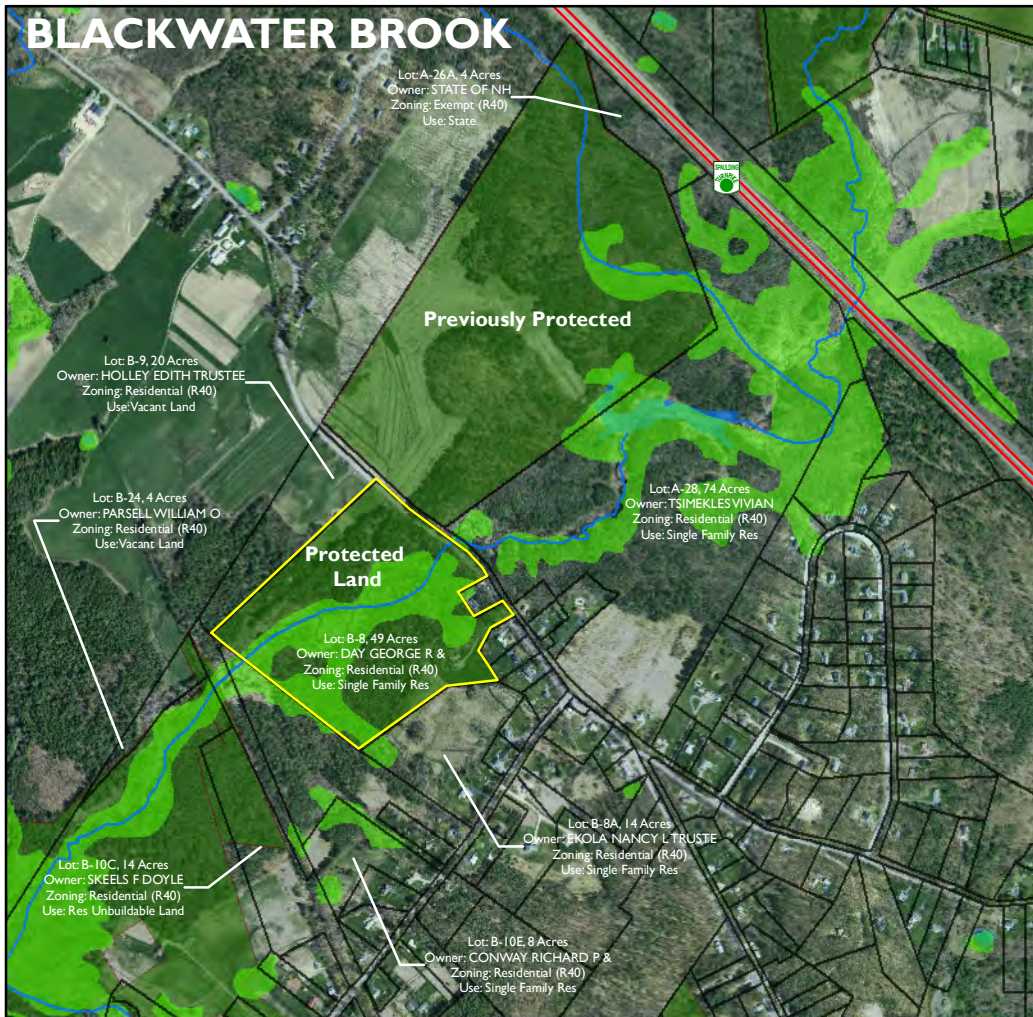 BLACKWATER BROOK
Lot: A-26A, 4 Acres
Owner: STATE OF NH
Zoning: Exempt (R40)
Use: State
SPAULDING
TURNPIKE
Previously Protected
Lot: B-9, 20 Acres
Owner: HOLLEY EDITH TRUSTEE
Zoning: Residential (R40)
Use: Vacant Land
Lot: B-24, 4 Acres
Owner: PARSELL WILLIAM O
Zoning: Residential (R40)
Use: Vacant Land
Lot: A-28, 74 Acres
Owner: TSIMEKLES VIVIAN
Zoning: Residential (R40)
Use: Single Family Res
Protected
Land
Lot: B-8, 49 Acres
Owner: DAY GEORGE R &
Zoning: Residential (R40)
Use: Single Family Res
Lot: B-8A, 14 Acres
Owner: EKOLA NANCY L TRUSTE
Zoning: Residential (R40)
Use: Single Family Res
Lot: B-10C, 14 Acres
Owner: SKEELS F DOYLE
Zoning: Residential (R40)
Use: Res Unbuildable Land
Lot: B-10E, 8 Acres
Owner: CONWAY RICHARD P &
Zoning: Residential (R40)
Use: Single Family Res